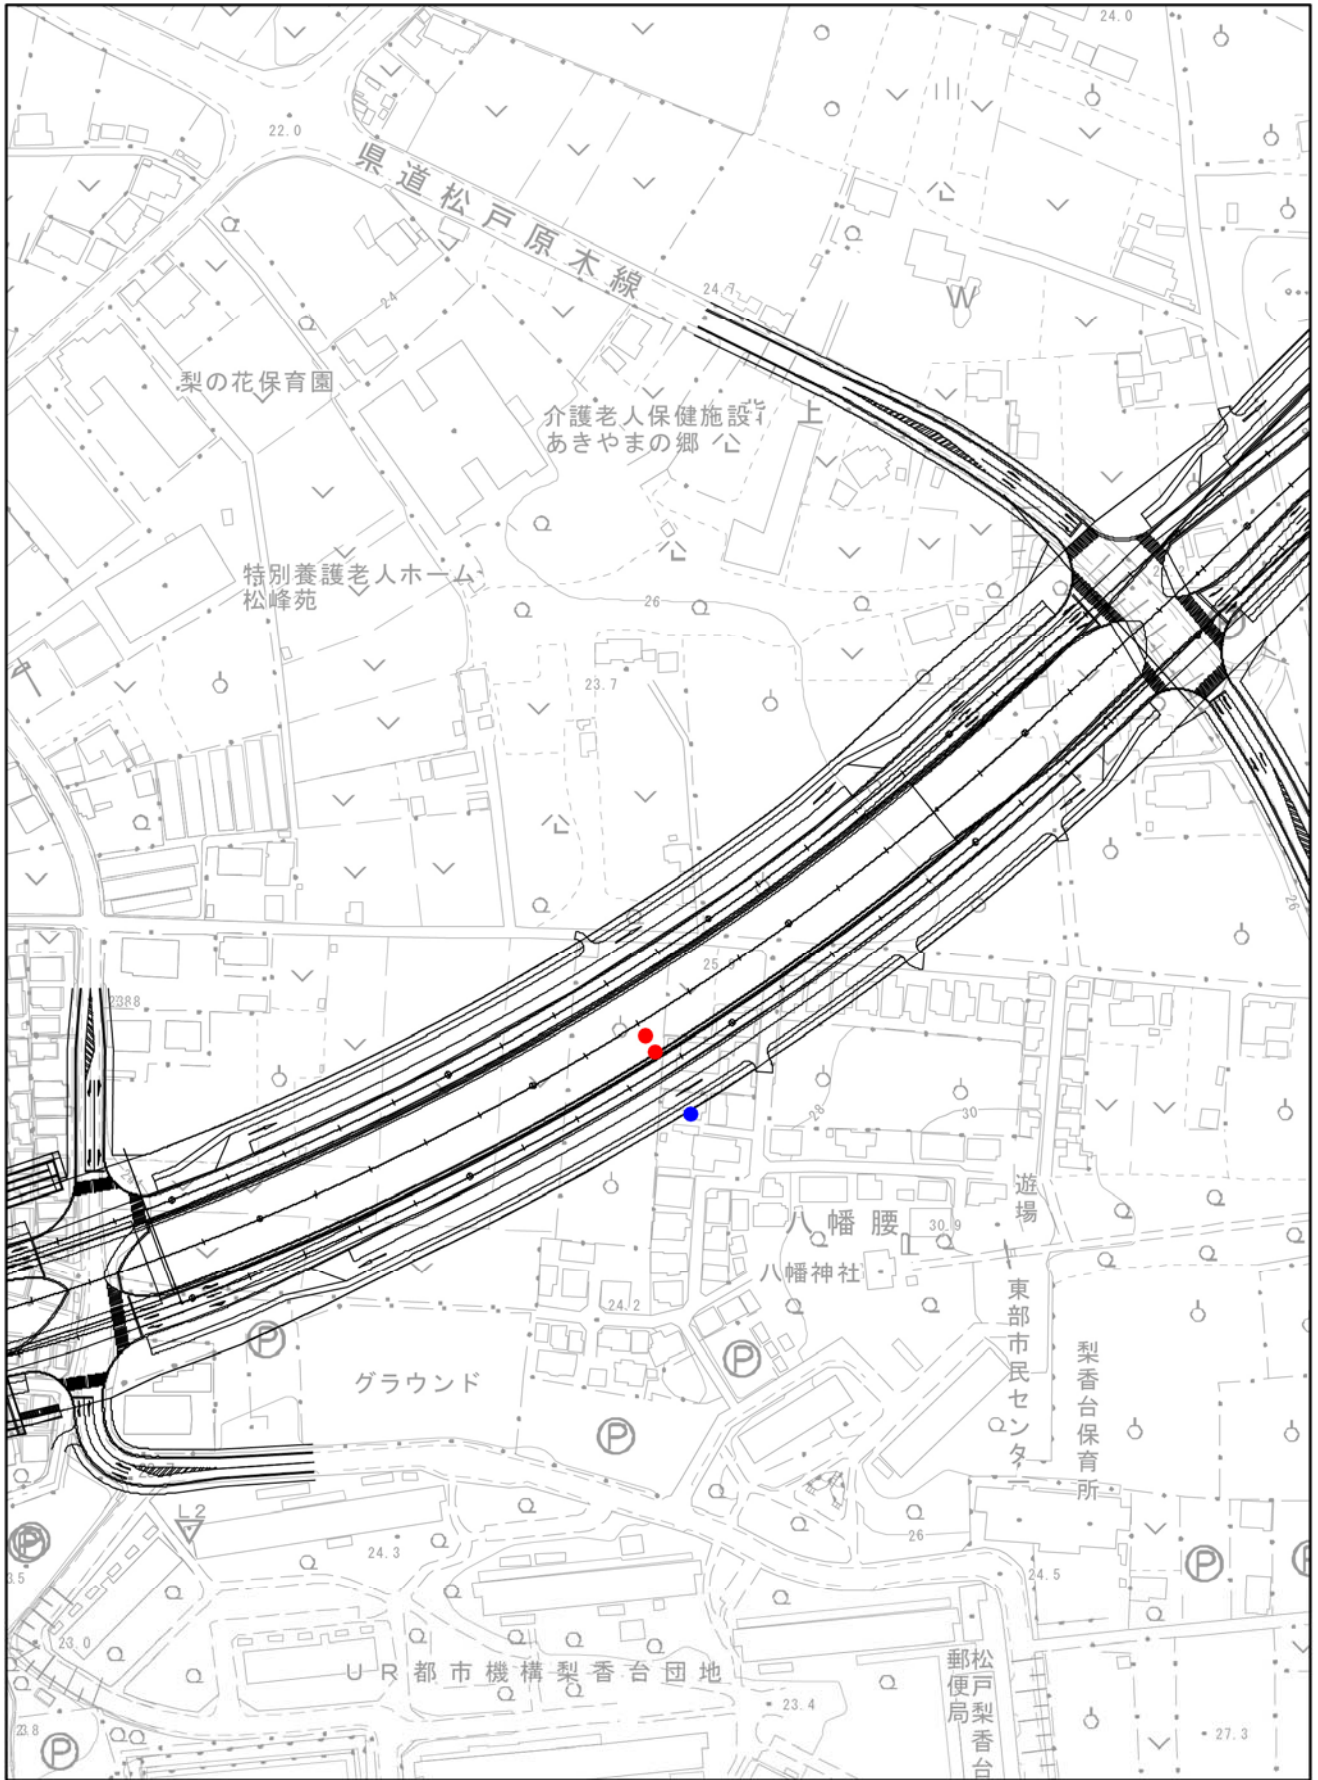 24.0
22.0
県道松戸原木線
24
24.7
W
梨の花保育園
介護老人保健施設
あきやまの郷
上
特別養護老人ホーム
松峰苑
26
23.7
26
28
30
遊場
八幡腰
30.9
八幡神社
24.2
東部市民センター
梨香台保育所
P
P
グラウンド
P
L2
26
24.3
P
24.5
23.0
UR都市機構梨香台団地
松戸梨香台
郵便局
23.4
27.3
P